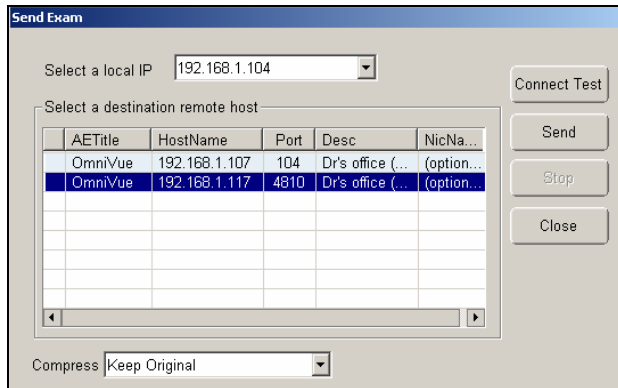 Send Exam
Select a local IP 192.168.1.104
Connect Test
Select a destination remote host
AETitle HostName Port Desc NicNa...
Send
OmniVue 192.168.1.107 104 Dr's office (... (option...
OmniVue 192.168.1.117 4810 Dr's office (... (option...
Stop
Close
Compress Keep Original